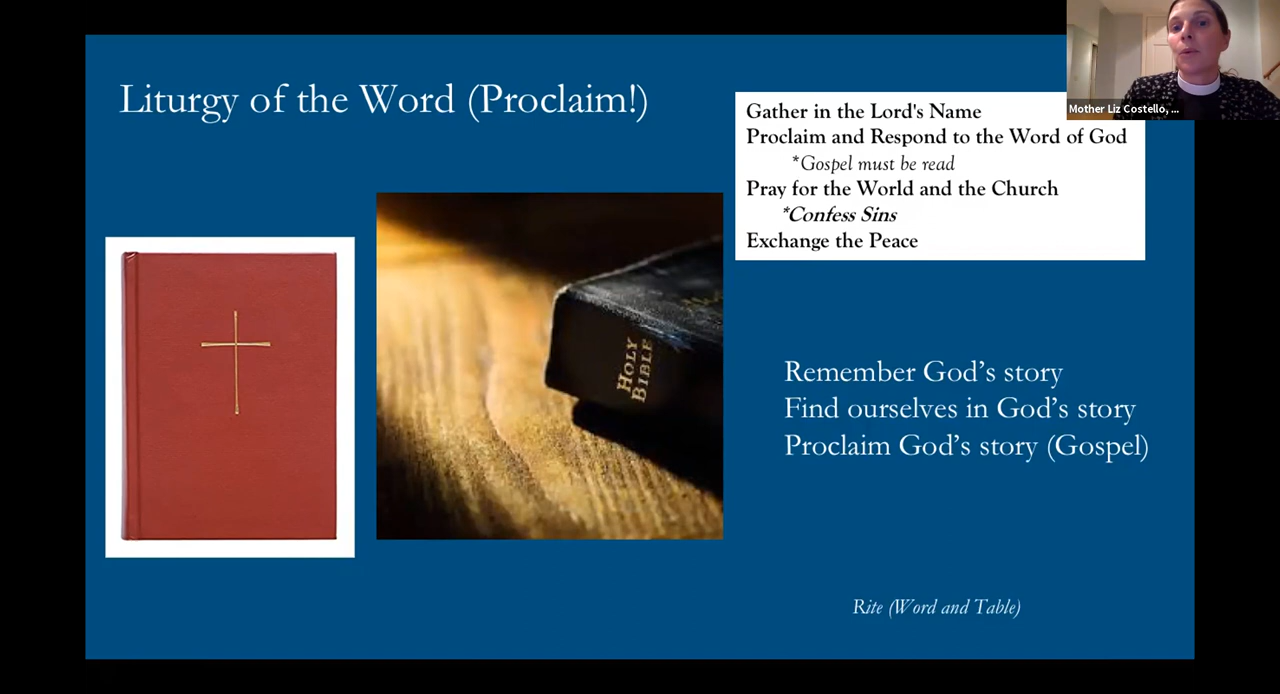 Liturgy of the Word (Proclaim!)
Gather in the Lord's Name
Proclaim and Respond to the Word of God
*Gospel must be read
Pray for the World and the Church
*Confess Sins
Exchange the Peace
Mother Liz Costello, ...
HOLY
BIBLE
Remember God’s story
Find ourselves in God’s story
Proclaim God’s story (Gospel)
Rite (Word and Table)